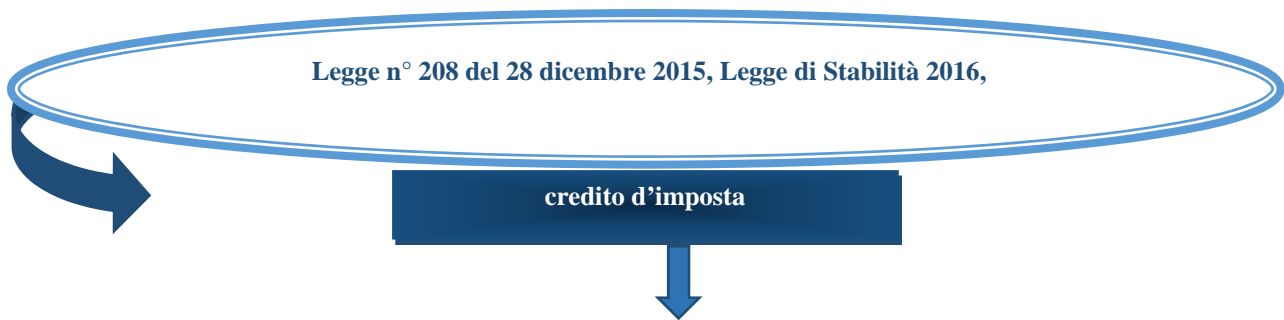 Legge n° 208 del 28 dicembre 2015, Legge di Stabilità 2016,
credito d’imposta